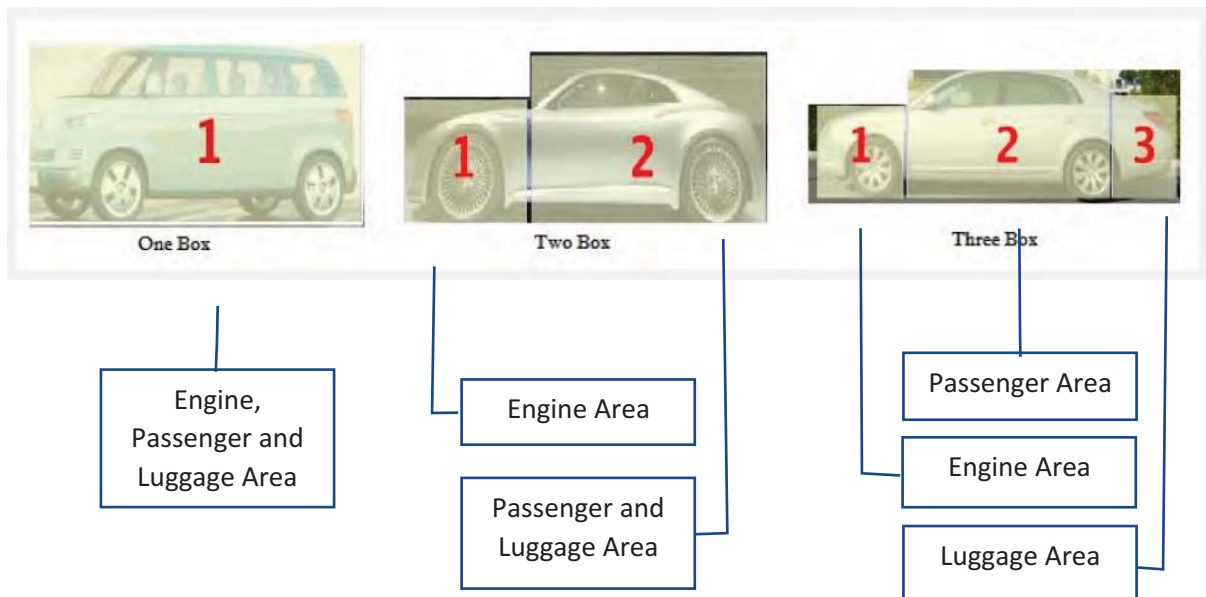 1
1
2
1
2
3
One Box
Two Box
Three Box
Engine,
Passenger and
Luggage Area
Engine Area
Passenger and
Luggage Area
Passenger Area
Engine Area
Luggage Area